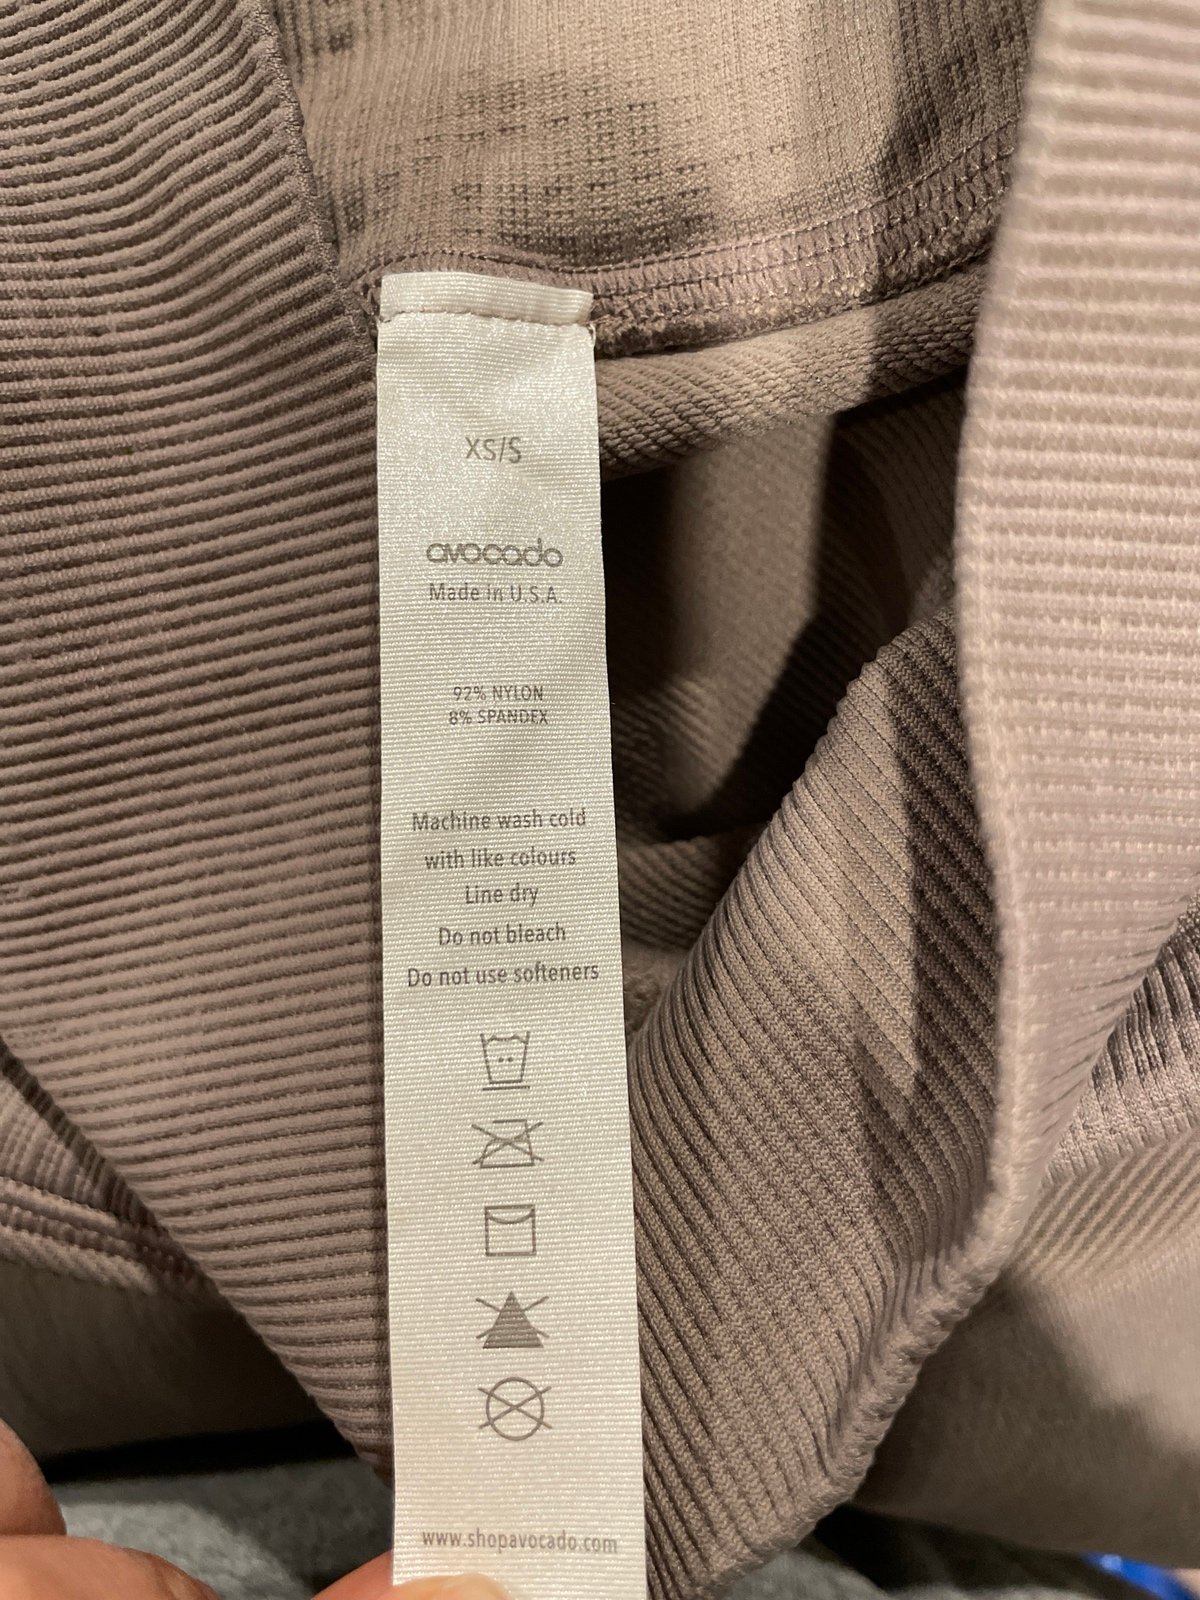 XS/S
avocado
Made in U.S.A.
92% NYLON
8% SPANDEX
Machine wash cold
with like colours
Line dry
Do not bleach
Do not use softeners
www.shopavocado.com